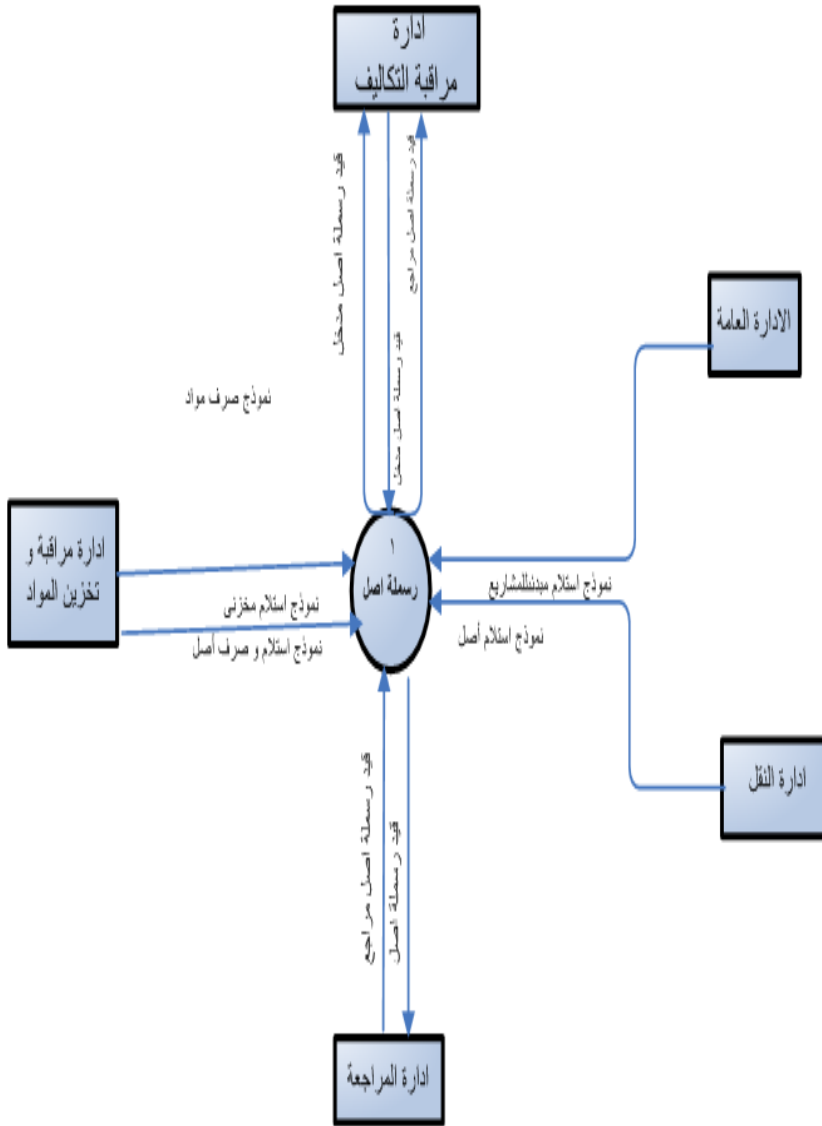 ادارة
مراقبة التكاليف
قيد رسملة اصل مراجع
قيد رسملة اصل مدخل
قيد رسملة اصل مدخل
الادارة العامة
نموذج صرف مواد
ادارة مراقبة و
تخزين المواد
١
رسملة اصل
نموذج استلام مبدئىللمشاريع
نموذج استلام مخزنى
نموذج استلام أصل
نموذج استلام و صرف أصل
ادارة النقل
قيد رسملة اصل
قيد رسملة اصل مراجع
ادارة المراجعة